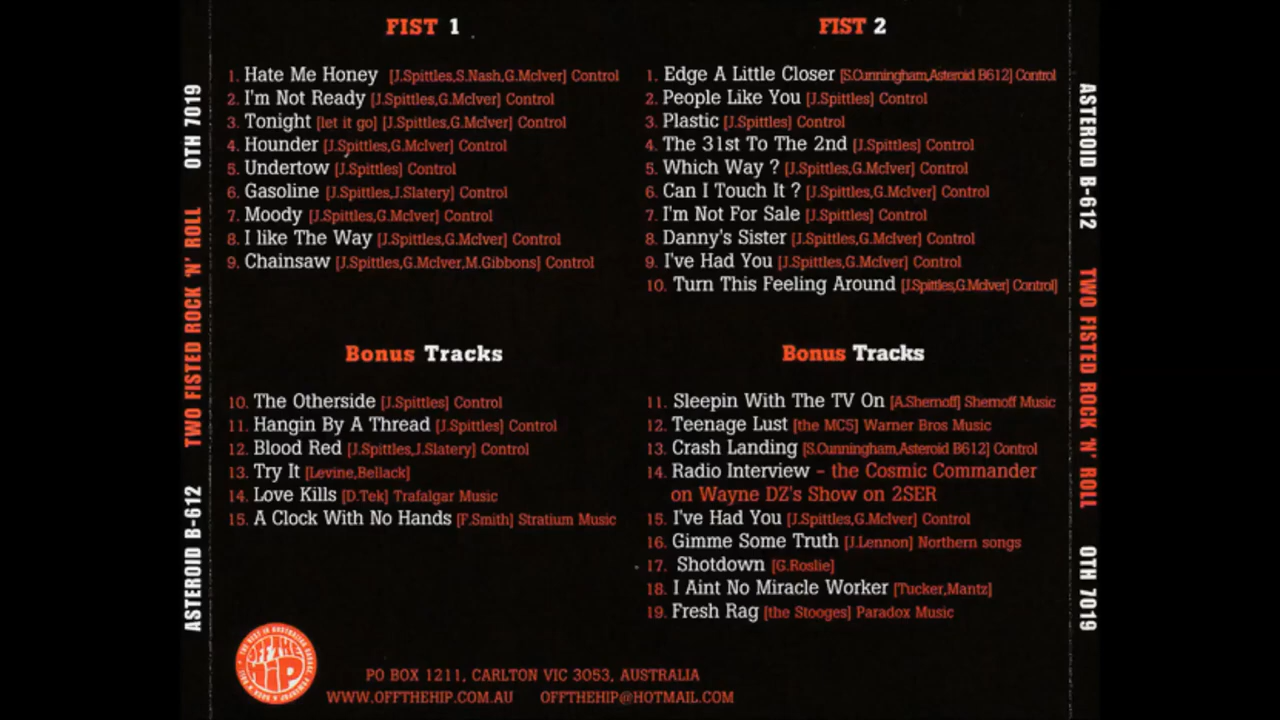 FIST 1
1. Hate Me Honey [J.Spittles,S.Nash,G.McIver] Control
2. I'm Not Ready [J.Spittles,G.McIver] Control
3. Tonight [let it go] [J.Spittles,G.McIver] Control
4. Hounder [J.Spittles,G.McIver] Control
5. Undertow [J.Spittles] Control
6. Gasoline [J.Spittles,J.Slatery] Control
7. Moody [J.Spittles,G.McIver] Control
8. I like The Way [J.Spittles,G.McIver] Control
9. Chainsaw [J.Spittles,G.McIver,M.Gibbons] Control
Bonus Tracks
10. The Otherside [J.Spittles] Control
11. Hangin By A Thread [J.Spittles] Control
12. Blood Red [J.Spittles,J.Slatery] Control
13. Try It [Levine,Bellack]
14. Love Kills [D.Tek] Trafalgar Music
15. A Clock With No Hands [F.Smith] Stratium Music
FIST 2
1. Edge A Little Closer [S.Cunningham,Asteroid B612] Control
2. People Like You [J.Spittles] Control
3. Plastic [J.Spittles] Control
4. The 31st To The 2nd [J.Spittles] Control
5. Which Way ? [J.Spittles,G.McIver] Control
6. Can I Touch It ? [J.Spittles,G.McIver] Control
7. I'm Not For Sale [J.Spittles] Control
8. Danny's Sister [J.Spittles,G.McIver] Control
9. I've Had You [J.Spittles,G.McIver] Control
10. Turn This Feeling Around [J.Spittles,G.McIver] Control]
Bonus Tracks
11. Sleepin With The TV On [A.Shernoff] Shernoff Music
12. Teenage Lust [the MC5] Warner Bros Music
13. Crash Landing [S.Cunningham,Asteroid B612] Control
14. Radio Interview - the Cosmic Commander
on Wayne DZ's Show on 2SER
15. I've Had You [J.Spittles,G.McIver] Control
16. Gimme Some Truth [J.Lennon] Northern songs
17. Shotdown [G.Roslie]
18. I Aint No Miracle Worker [Tucker,Mantz]
19. Fresh Rag [the Stooges] Paradox Music
OFF THE HIP
PO BOX 1211, CARLTON VIC 3053, AUSTRALIA
WWW.OFFTHEHIP.COM.AU OFFTHEHIP@HOTMAIL.COM
ASTEROID B-612 TWO FISTED ROCK 'N' ROLL OTH 7019
ASTEROID B-612 TWO FISTED ROCK 'N' ROLL OTH 7019